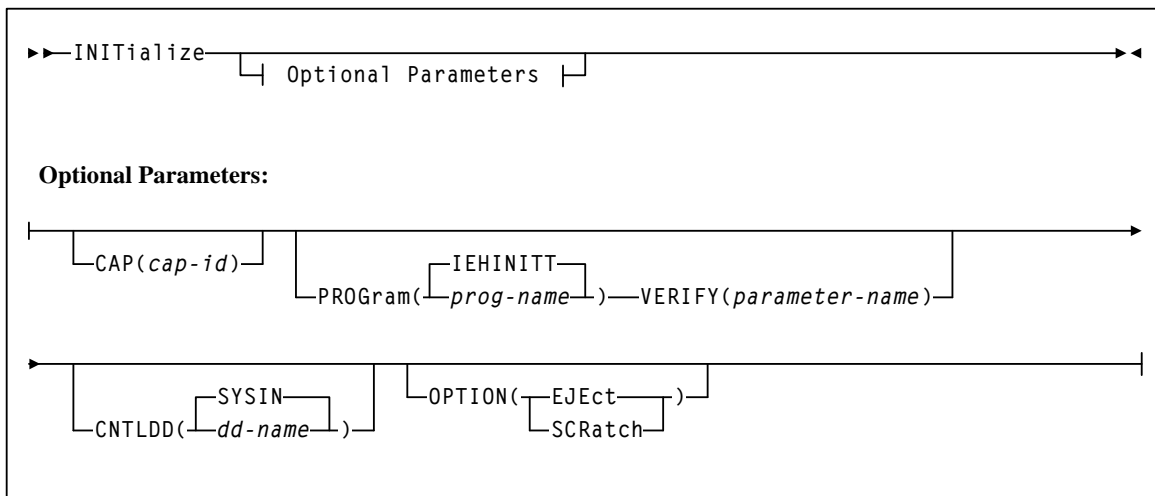 INITialize
Optional Parameters
Optional Parameters:
CAP(cap-id)
IEHINITT
PROGram( prog-name ) VERIFY(parameter-name)
SYSIN
CNTLDD( dd-name )
OPTION( EJEct )
SCRatch